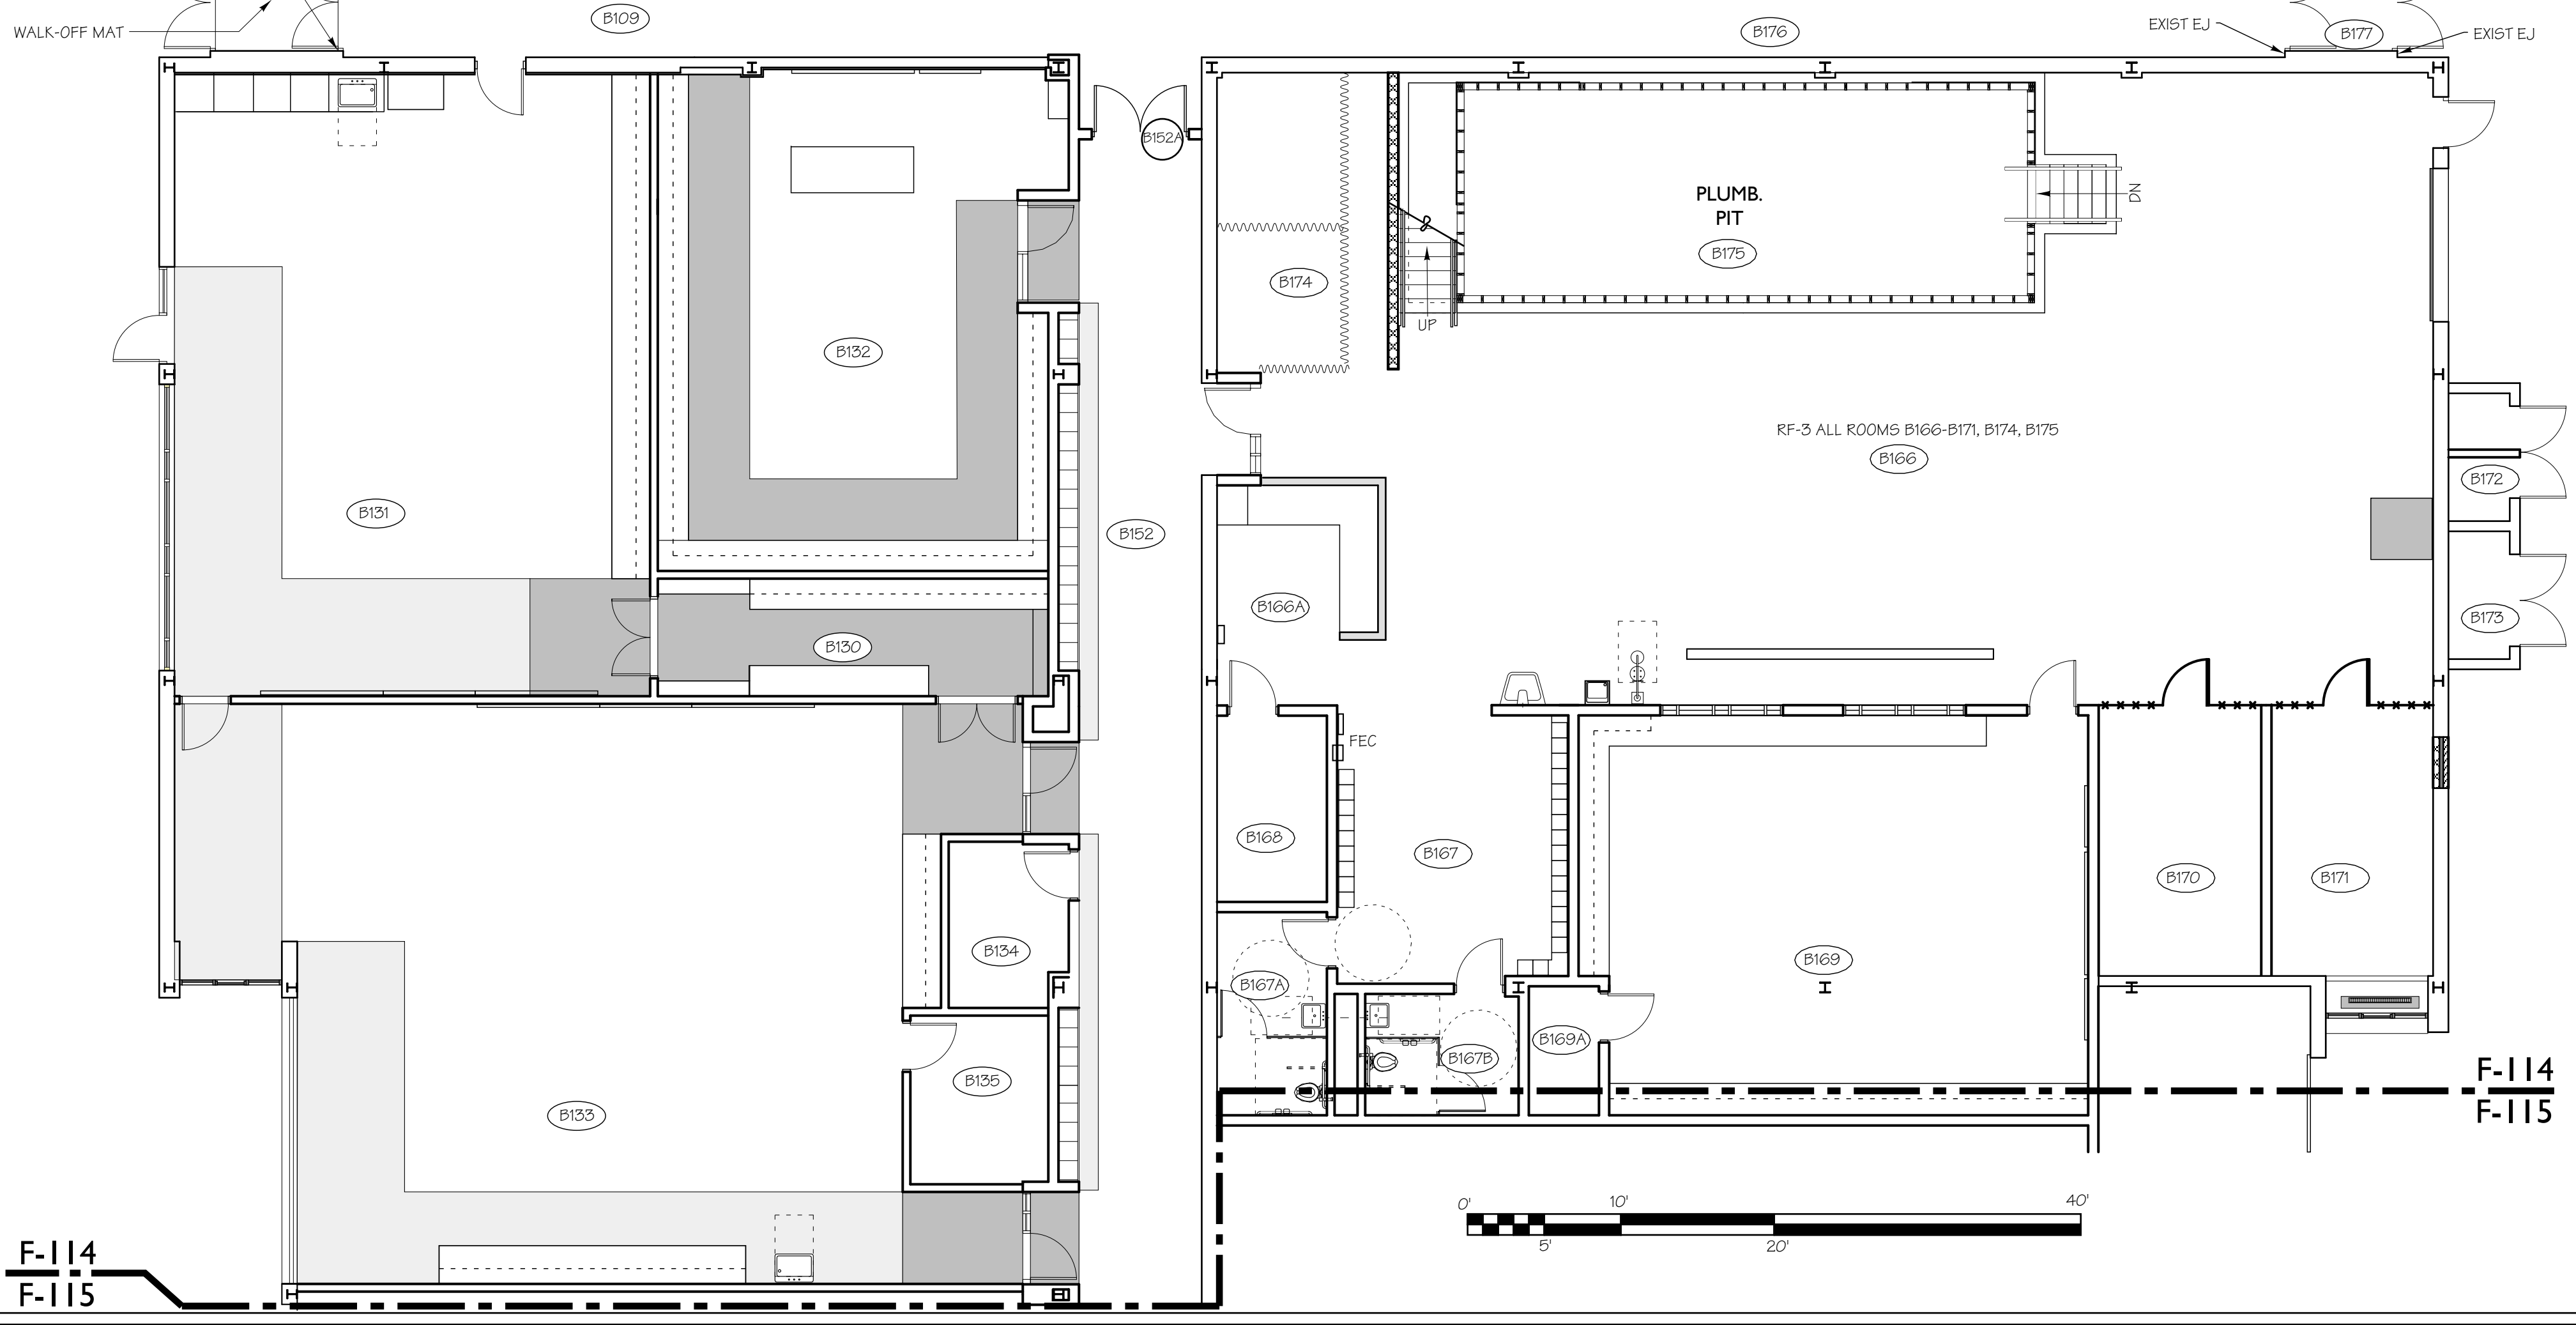 B109
B176
EXIST EJ
B177
EXIST EJ
WALK-OFF MAT
B152A
PLUMB.
PIT
DN
B175
B174
UP
B132
RF-3 ALL ROOMS B166-B171, B174, B175
B166
B172
B131
B152
B166A
B173
B130
FEC
B168
B167
B170
B171
B134
B169
B167A
B169A
B167B
B135
F-114
F-115
B133
0'
10'
40'
5'
20'
F-114
F-115